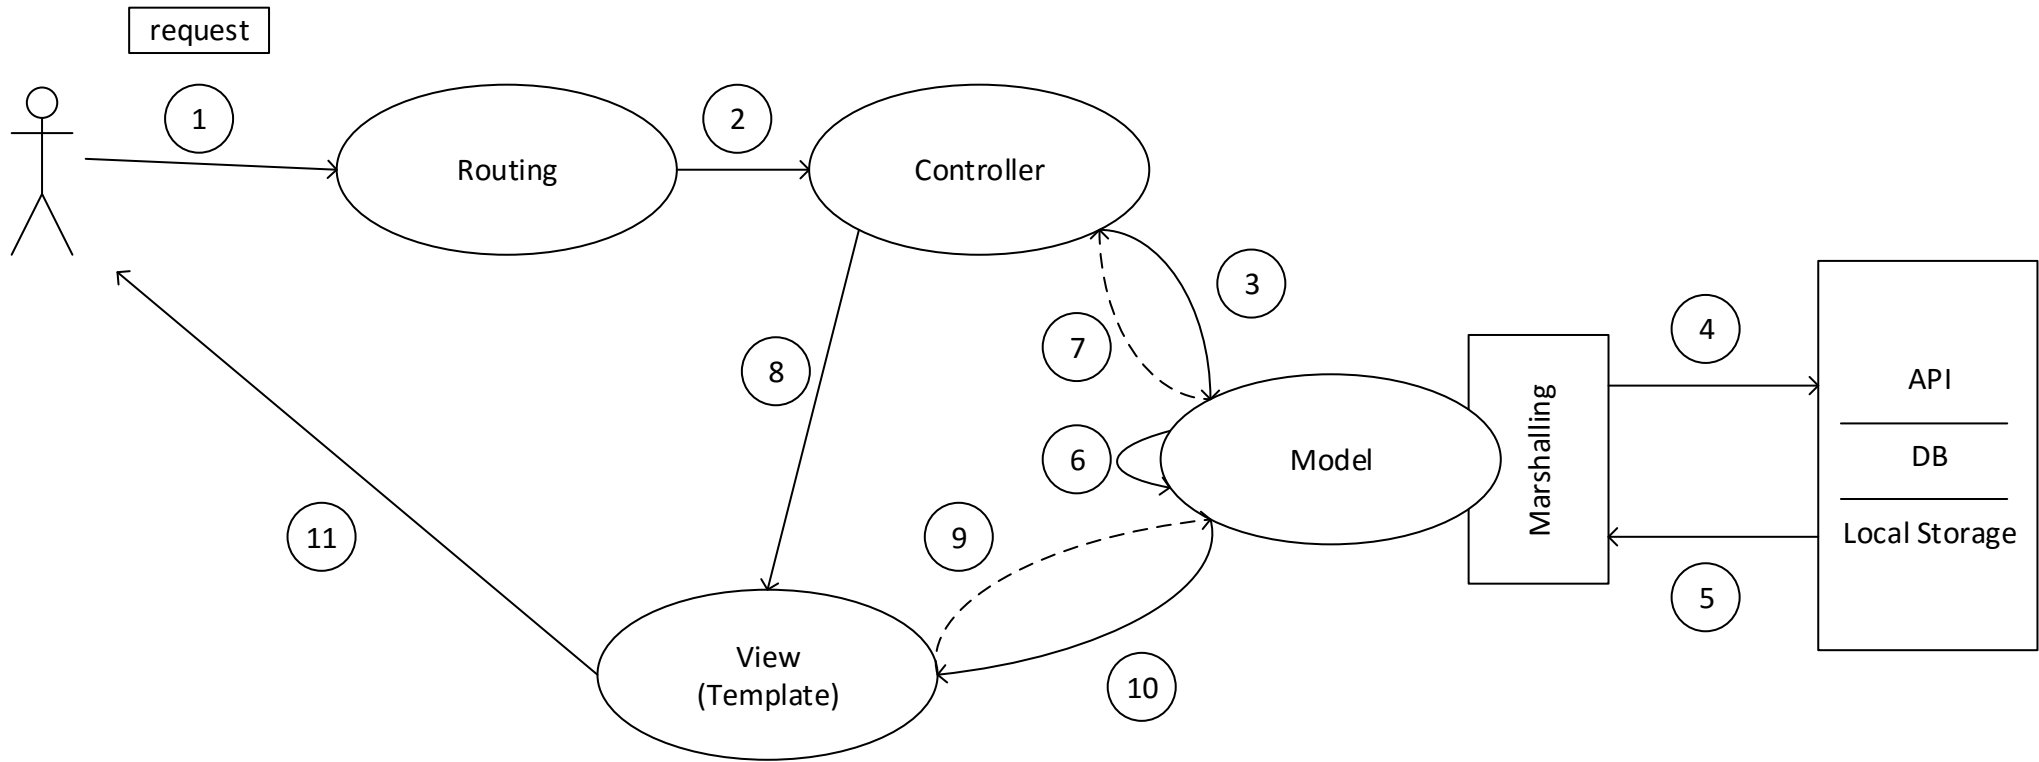 request
1
2
Routing
Controller
3
4
7
8
API
Marshalling
6
Model
DB
9
11
Local Storage
5
View
(Template)
10